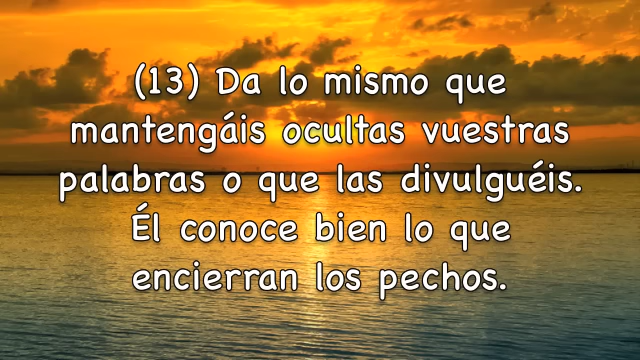 (13) Da lo mismo que
mantengáis ocultas vuestras
palabras o que las divulguéis.
Él conoce bien lo que
encierran los pechos.